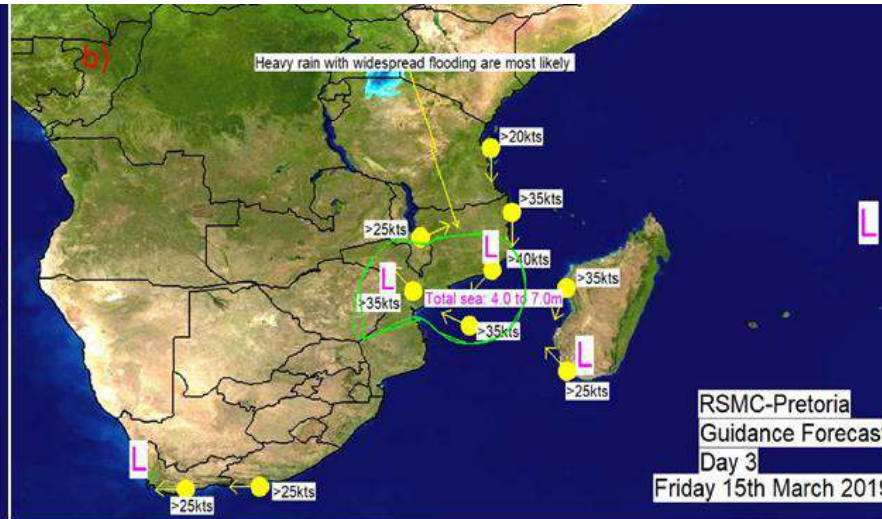 b)
Heavy rain with widespread flooding are most likely
>20kts
>35kts
>25kts
L
L
>40kts
L
>35kts
>35kts
Total sea: 4.0 to 7.0m
>35kts
L
>25kts
RSMC-Pretoria
Guidance Forecast
Day 3
Friday 15th March 2019
L
>25kts
>25kts